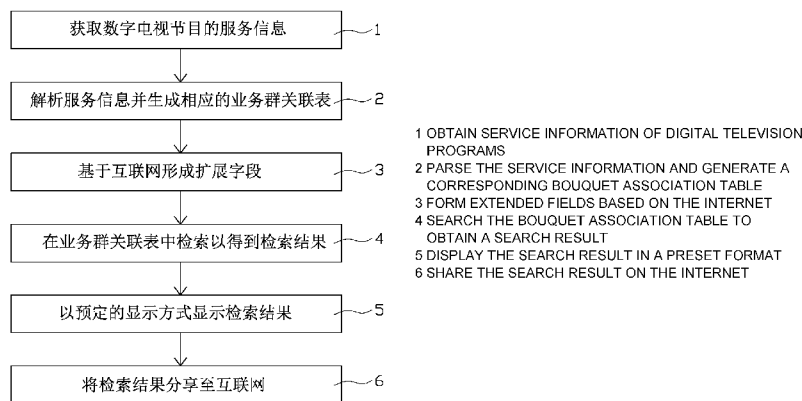 获取数字电视节目的服务信息 1
解析服务信息并生成相应的业务群关联表 2
基于互联网形成扩展字段 3
在业务群关联表中检索以得到检索结果 4
以预定的显示方式显示检索结果 5
将检索结果分享至互联网 6
1 OBTAIN SERVICE INFORMATION OF DIGITAL TELEVISION
PROGRAMS
2 PARSE THE SERVICE INFORMATION AND GENERATE A
CORRESPONDING BOUQUET ASSOCIATION TABLE
3 FORM EXTENDED FIELDS BASED ON THE INTERNET
4 SEARCH THE BOUQUET ASSOCIATION TABLE TO
OBTAIN A SEARCH RESULT
5 DISPLAY THE SEARCH RESULT IN A PRESET FORMAT
6 SHARE THE SEARCH RESULT ON THE INTERNET